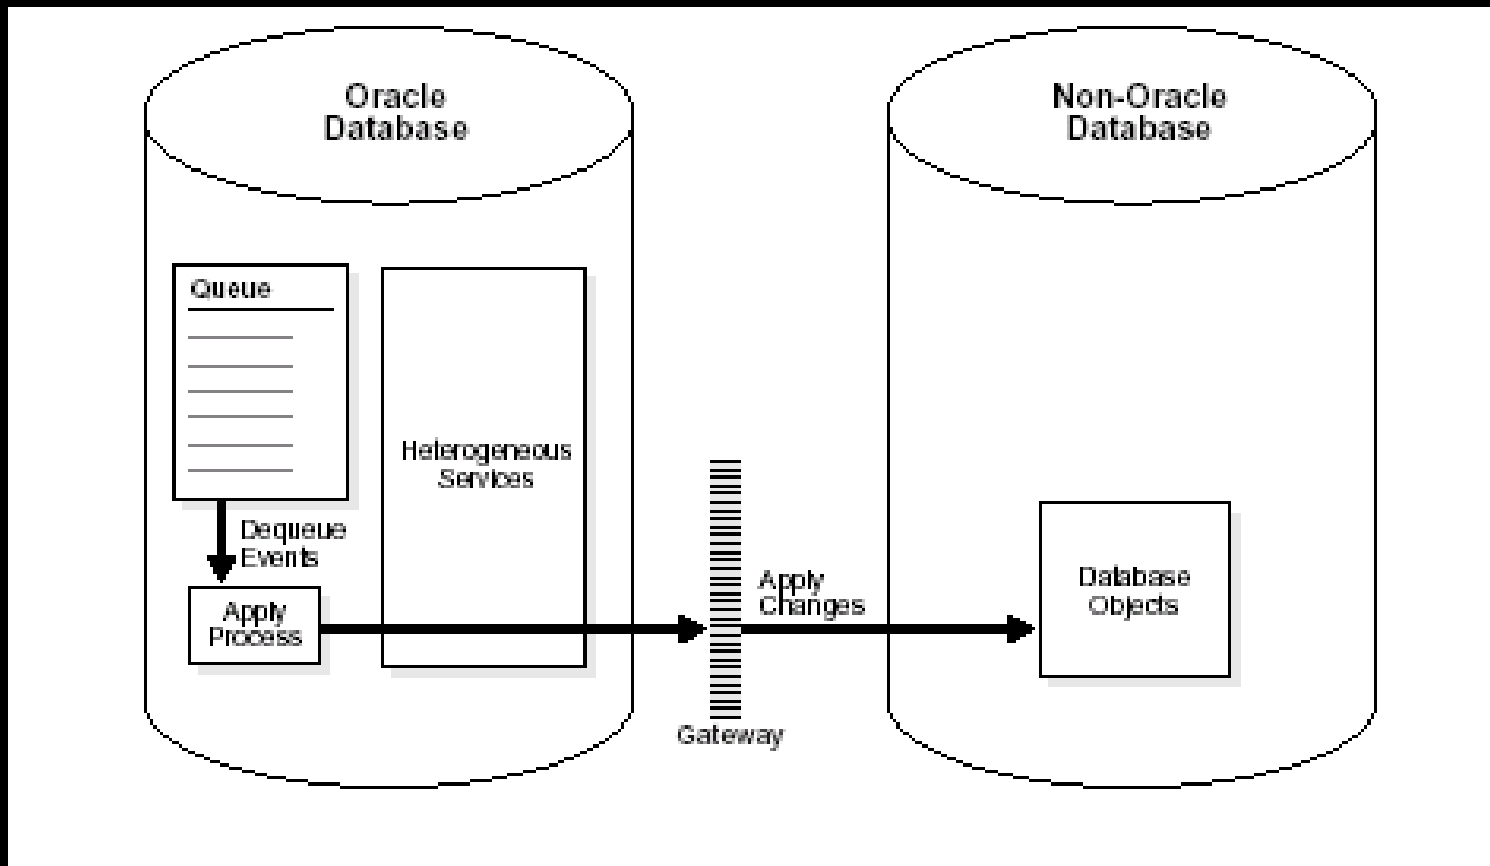 Oracle
Database
Non-Oracle
Database
Queue
Heterogeneous
Services
Dequeue
Events
Apply
Process
Gateway
Apply
Changes
Database
Objects